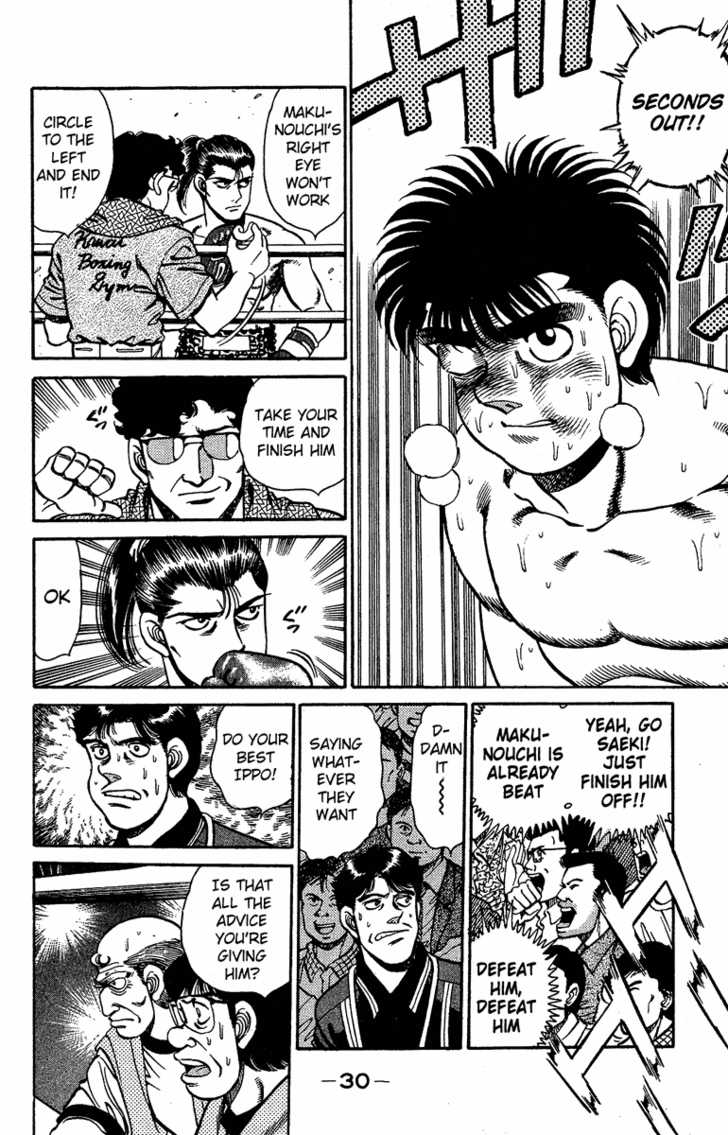 SECONDS
OUT!!
MAKU-
NOUCHI'S
RIGHT
EYE
WON'T
WORK
CIRCLE
TO THE
LEFT
AND END
IT!
Kawai
Boxing
Gym
TAKE YOUR
TIME AND
FINISH HIM
OK
YEAH, GO
SAEKI!
JUST
FINISH HIM
OFF!!
MAKU-
NOUCHI IS
ALREADY
BEAT
DEFEAT
HIM,
DEFEAT
HIM
D-
DAMN
IT
SAYING
WHAT-
EVER
THEY
WANT
DO YOUR
BEST
IPPO!
IS THAT
ALL THE
ADVICE
YOU'RE
GIVING
HIM?
—30—